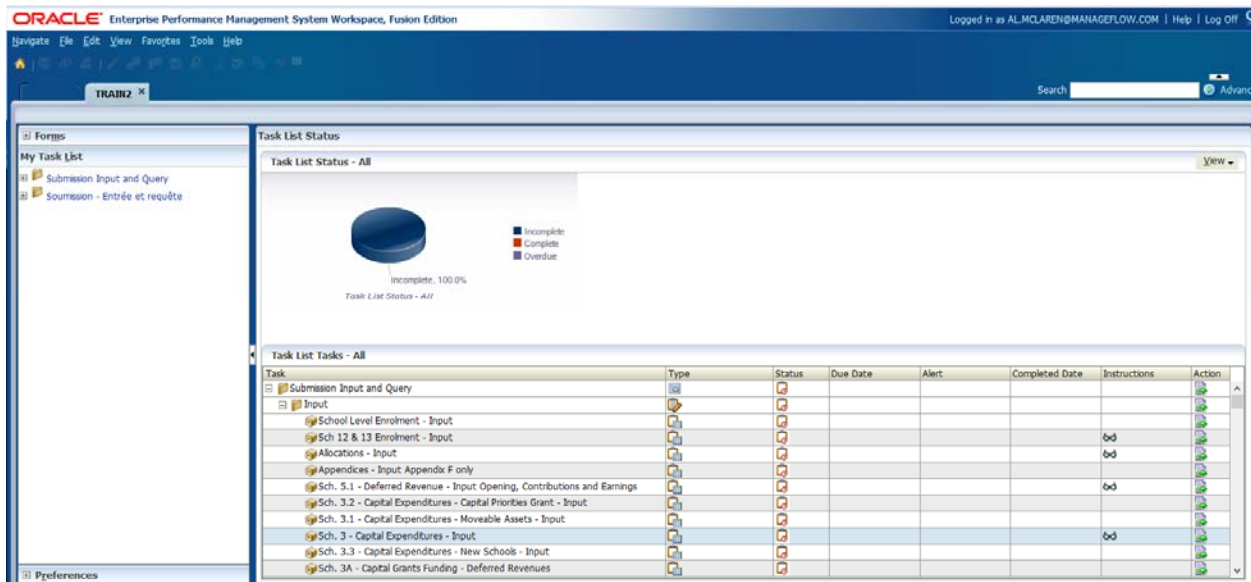 ORACLE® Enterprise Performance Management System Workspace, Fusion Edition
Logged in as AL.MCLAREN@MANAGEFLOW.COM | Help | Log Off
Navigate File Edit View Favorites Tools Help
TRAIN2 Search Advanc
Forms
My Task List
Submission Input and Query
Soumission - Entrée et requête
Preferences
Task List Status
Task List Status - All View
Incomplete
Complete
Overdue
Incomplete, 100.0%
Task List Status - All
Task List Tasks - All
Task Type Status Due Date Alert Completed Date Instructions Action
Submission Input and Query
Input
School Level Enrolment - Input
Sch 12 & 13 Enrolment - Input
Allocations - Input
Appendices - Input Appendix F only
Sch. 5.1 - Deferred Revenue - Input Opening, Contributions and Earnings
Sch. 3.2 - Capital Expenditures - Capital Priorities Grant - Input
Sch. 3.1 - Capital Expenditures - Moveable Assets - Input
Sch. 3 - Capital Expenditures - Input
Sch. 3.3 - Capital Expenditures - New Schools - Input
Sch. 3A - Capital Grants Funding - Deferred Revenues